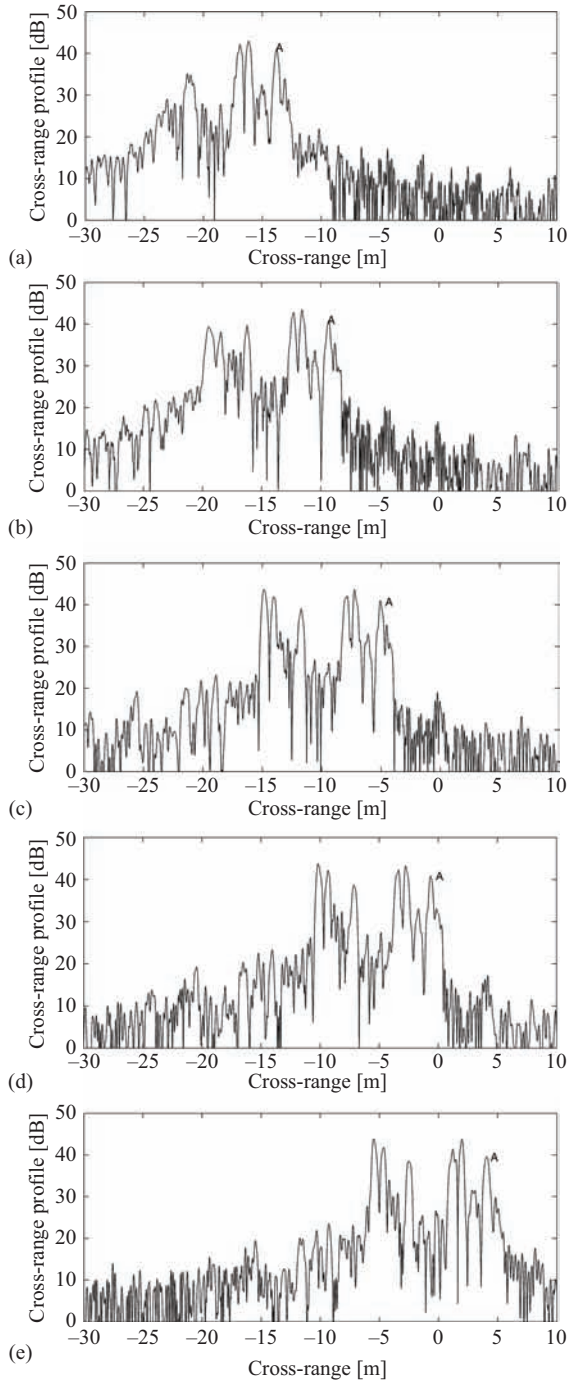 Cross-range profile [dB]
50
40
30
20
10
0
A
–30 –25 –20 –15 –10 –5 0 5 10
(a) Cross-range [m]
Cross-range profile [dB]
50
40
30
20
10
0
A
–30 –25 –20 –15 –10 –5 0 5 10
(b) Cross-range [m]
Cross-range profile [dB]
50
40
30
20
10
0
A
–30 –25 –20 –15 –10 –5 0 5 10
(c) Cross-range [m]
Cross-range profile [dB]
50
40
30
20
10
0
A
–30 –25 –20 –15 –10 –5 0 5 10
(d) Cross-range [m]
Cross-range profile [dB]
50
40
30
20
10
0
A
–30 –25 –20 –15 –10 –5 0 5 10
(e) Cross-range [m]